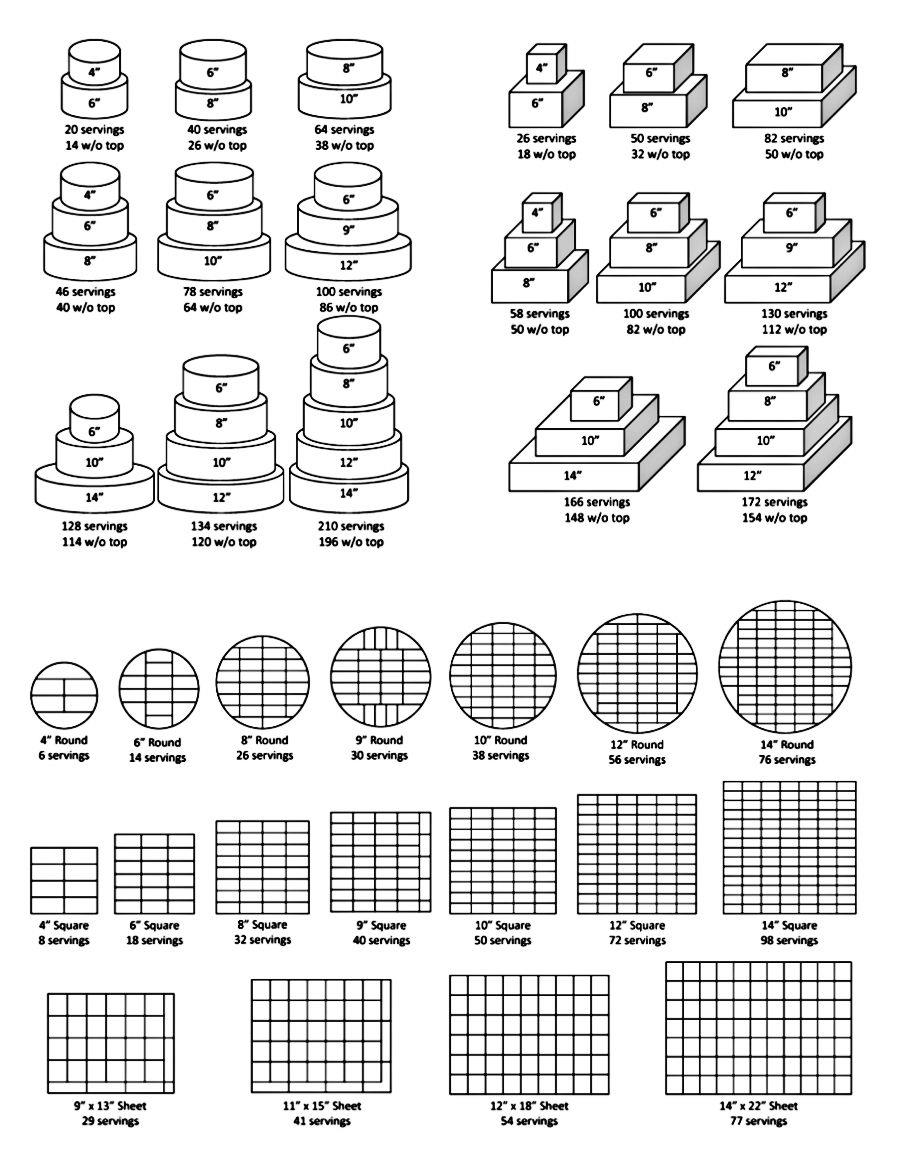 4” 6” 8”
6” 8” 10”
20 servings 40 servings 64 servings
14 w/o top 26 w/o top 38 w/o top
4” 6” 8”
6” 8” 10”
26 servings 50 servings 82 servings
18 w/o top 32 w/o top 50 w/o top
4” 6” 6”
6” 8” 9”
8” 10” 12”
46 servings 78 servings 100 servings
40 w/o top 64 w/o top 86 w/o top
4” 6” 6”
6” 8” 9”
8” 10” 12”
58 servings 100 servings 130 servings
50 w/o top 82 w/o top 112 w/o top
6”
10”
14”
128 servings
114 w/o top
6”
8”
10”
12”
134 servings
120 w/o top
6”
8”
10”
12”
14”
210 servings
196 w/o top
6”
10”
14”
166 servings
148 w/o top
6”
8”
10”
12”
172 servings
154 w/o top
4” Round 6” Round 8” Round 9” Round 10” Round 12” Round 14” Round
6 servings 14 servings 26 servings 30 servings 38 servings 56 servings 76 servings
4” Square 6” Square 8” Square 9” Square 10” Square 12” Square 14” Square
8 servings 18 servings 32 servings 40 servings 50 servings 72 servings 98 servings
9” x 13” Sheet 11” x 15” Sheet 12” x 18” Sheet 14” x 22” Sheet
29 servings 41 servings 54 servings 77 servings